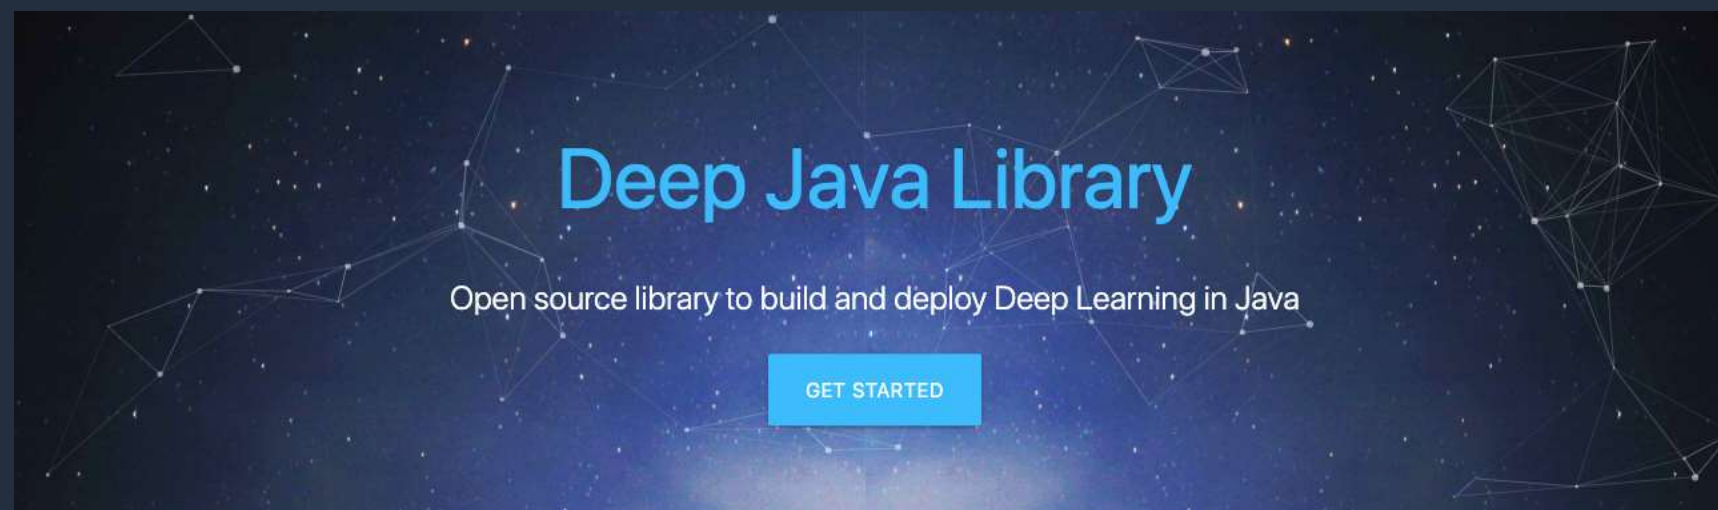 Deep Java Library
Open source library to build and deploy Deep Learning in Java
GET STARTED